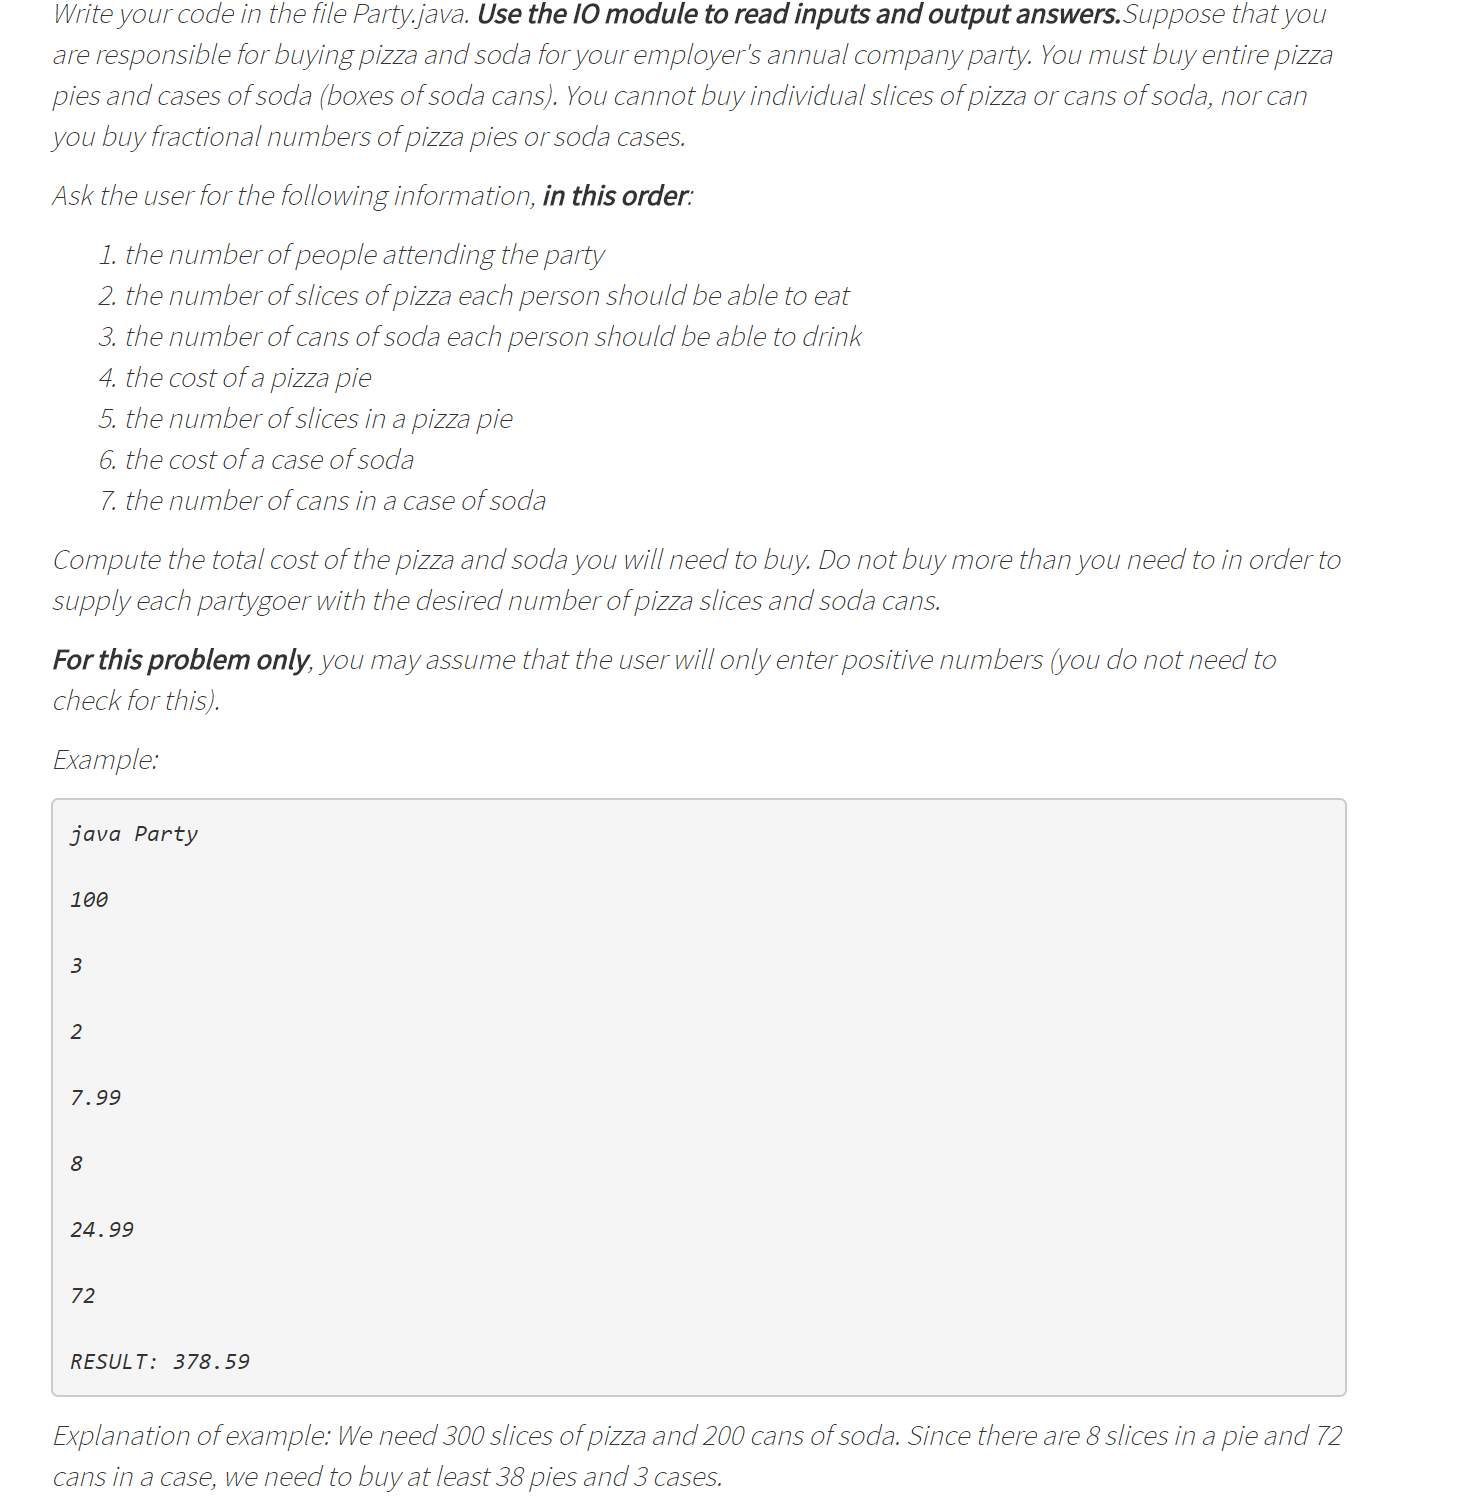 Write your code in the file Party.java. Use the IO module to read inputs and output answers.Suppose that you
are responsible for buying pizza and soda for your employer's annual company party. You must buy entire pizza
pies and cases of soda (boxes of soda cans). You cannot buy individual slices of pizza or cans of soda, nor can
you buy fractional numbers of pizza pies or soda cases.
Ask the user for the following information, in this order:
1. the number of people attending the party
2. the number of slices of pizza each person should be able to eat
3. the number of cans of soda each person should be able to drink
4. the cost of a pizza pie
5. the number of slices in a pizza pie
6. the cost of a case of soda
7. the number of cans in a case of soda
Compute the total cost of the pizza and soda you will need to buy. Do not buy more than you need to in order to
supply each partygoer with the desired number of pizza slices and soda cans.
For this problem only, you may assume that the user will only enter positive numbers (you do not need to
check for this).
Example:
java Party
100
3
2
7.99
8
24.99
72
RESULT: 378.59
Explanation of example: We need 300 slices of pizza and 200 cans of soda. Since there are 8 slices in a pie and 72
cans in a case, we need to buy at least 38 pies and 3 cases.